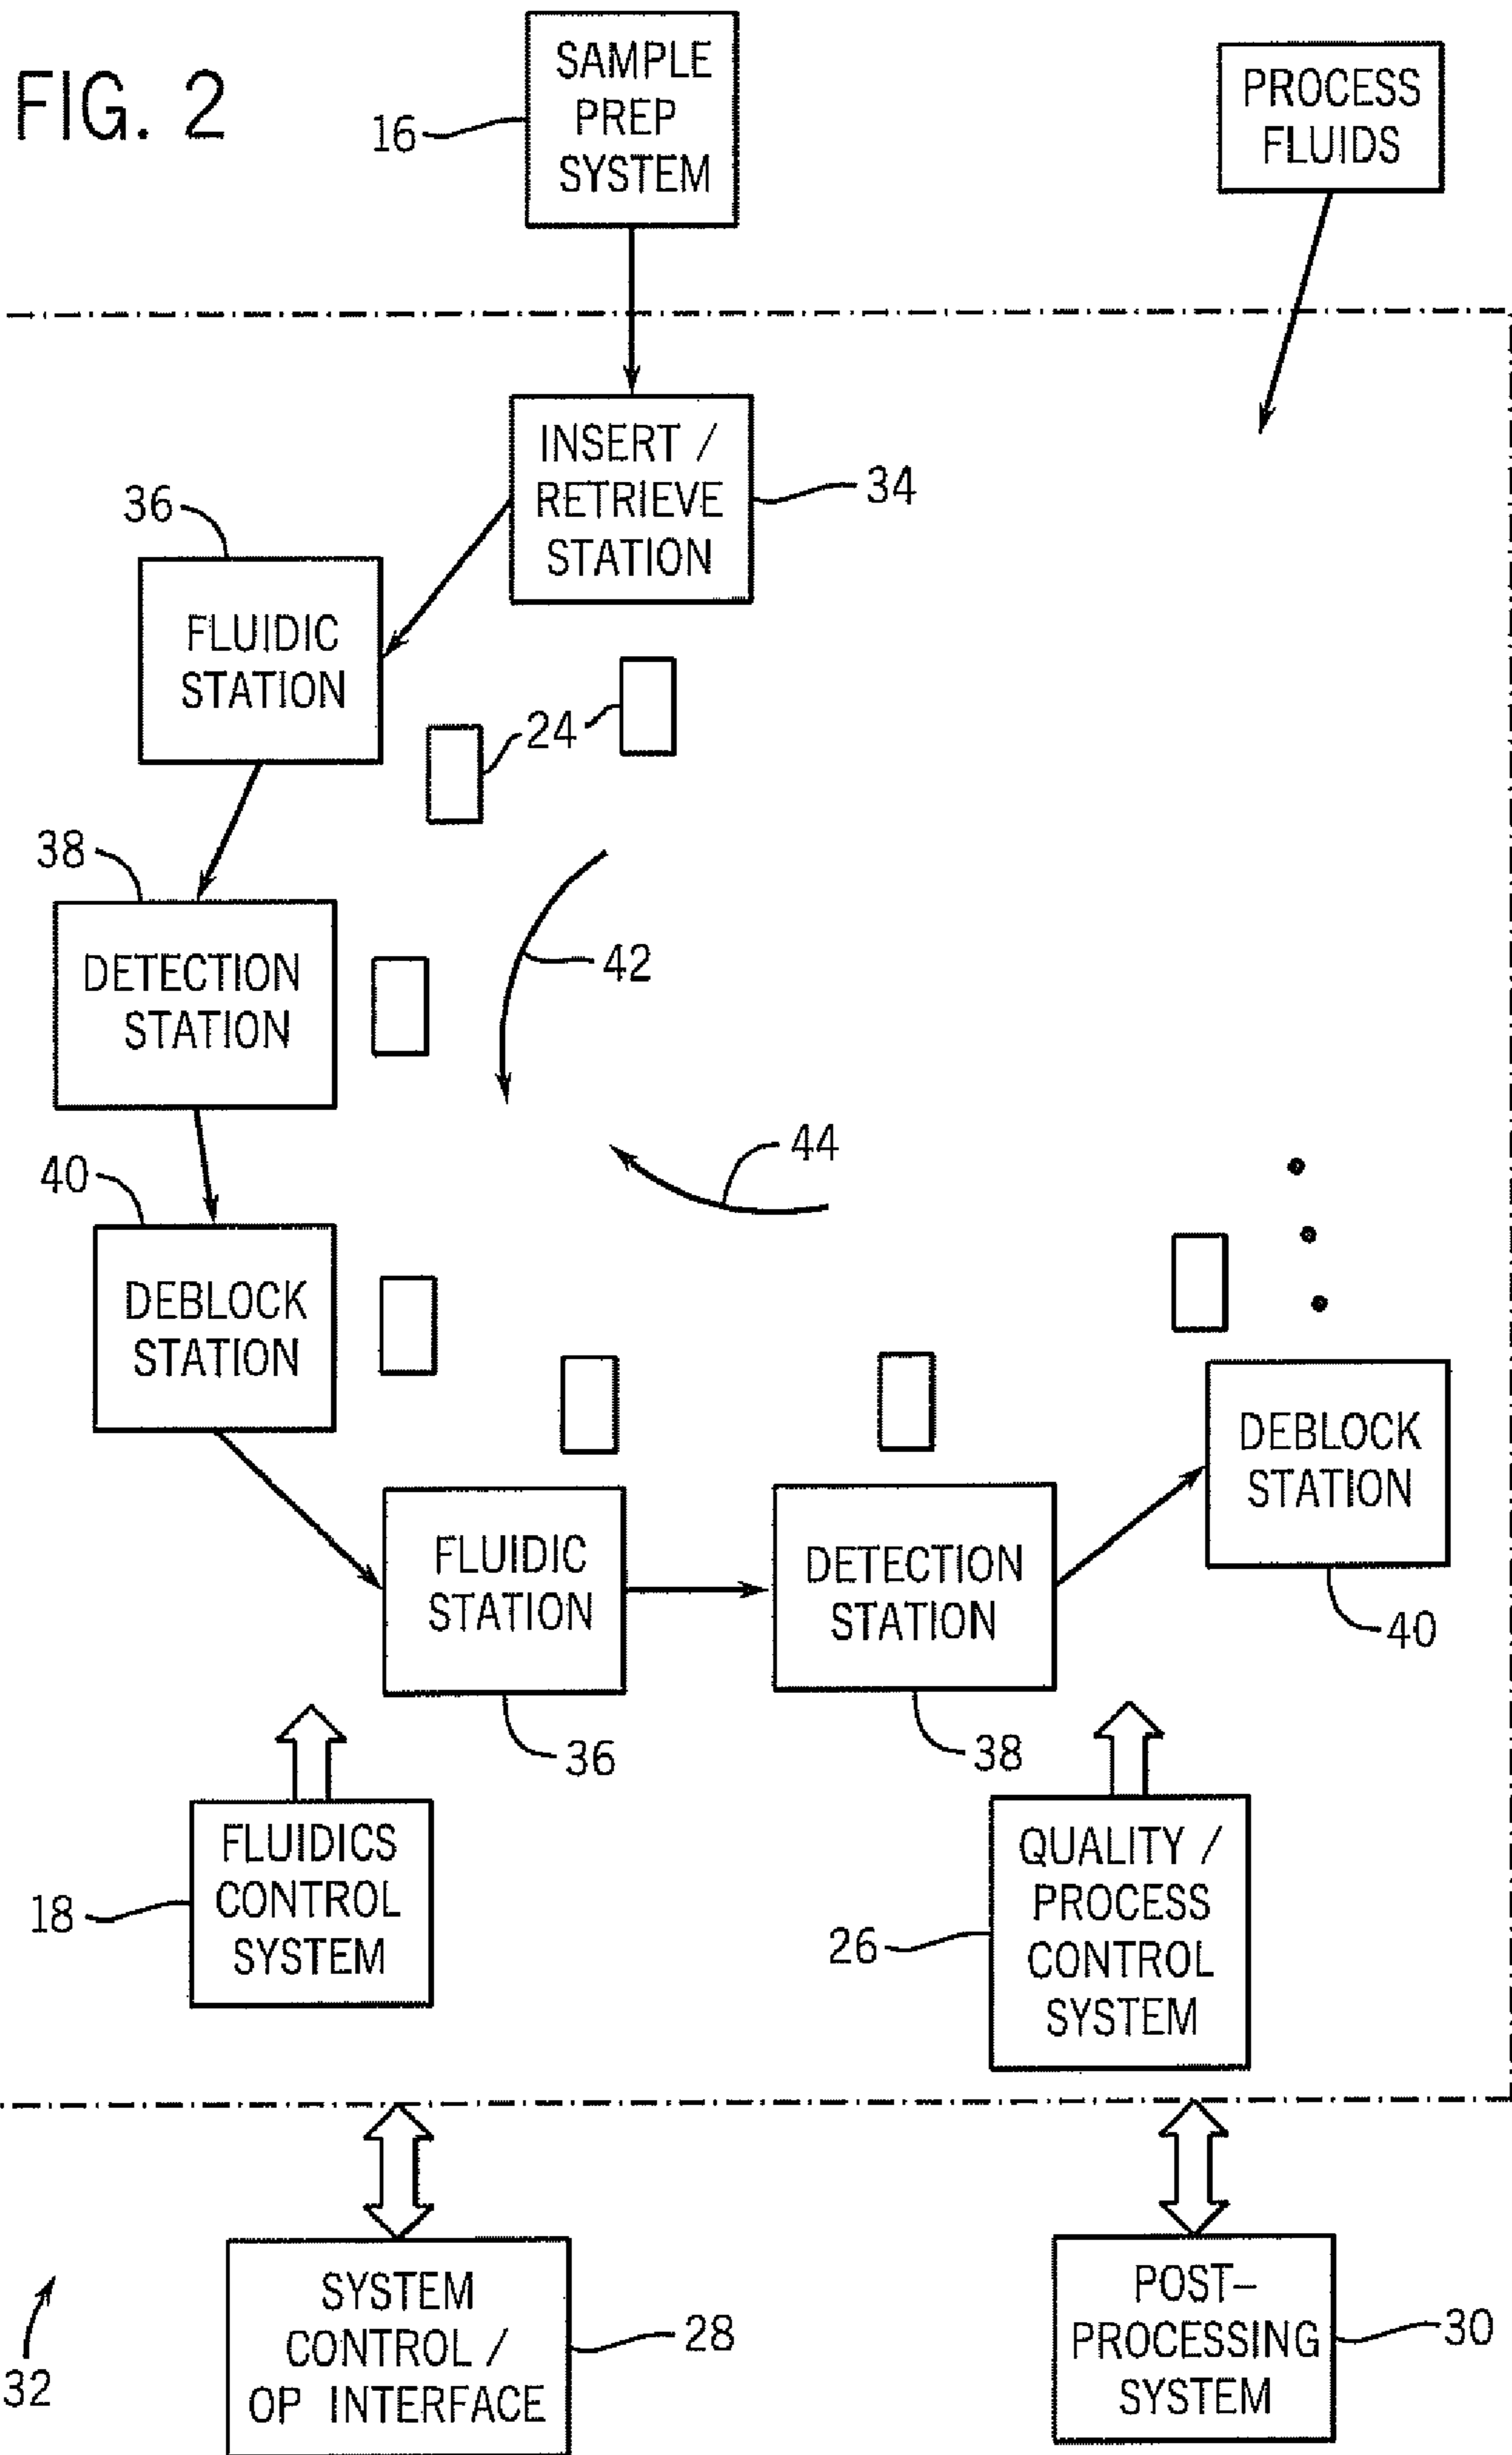 FIG. 2
SAMPLE
PREP
SYSTEM
16
PROCESS
FLUIDS
INSERT /
RETRIEVE
STATION
34
36
FLUIDIC
STATION
24
38
DETECTION
STATION
42
40
44
DEBLOCK
STATION
DEBLOCK
STATION
40
FLUIDIC
STATION
36
DETECTION
STATION
38
FLUIDICS
CONTROL
SYSTEM
18
QUALITY /
PROCESS
CONTROL
SYSTEM
26
SYSTEM
CONTROL /
OP INTERFACE
28
POST-
PROCESSING
SYSTEM
30
32